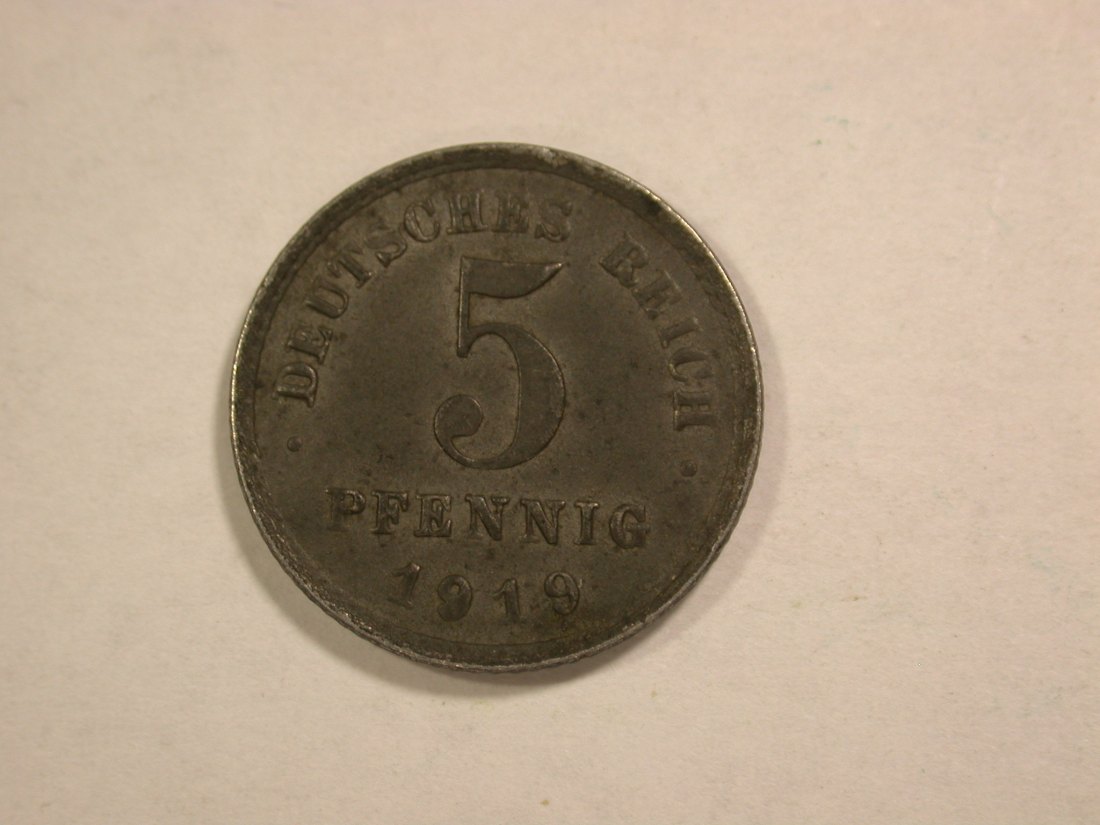 · DEUTSCHES REICH ·
5
PFENNIG
1919